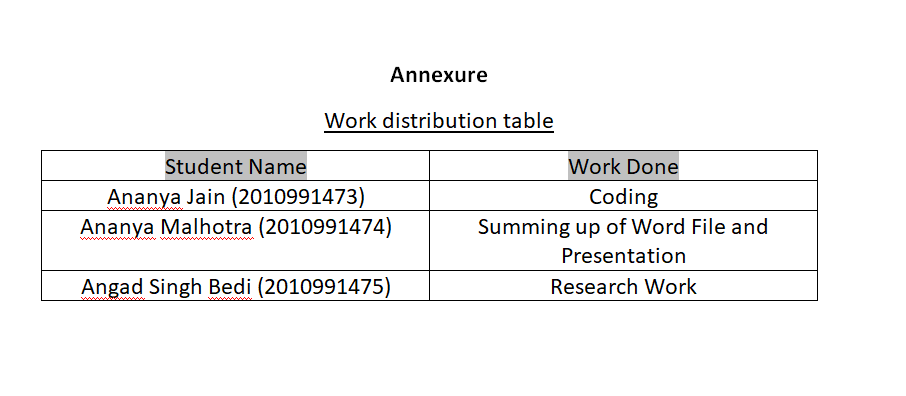 Annexure
Work distribution table
Student Name Work Done
Ananya Jain (2010991473) Coding
Ananya Malhotra (2010991474) Summing up of Word File and
Presentation
Angad Singh Bedi (2010991475) Research Work